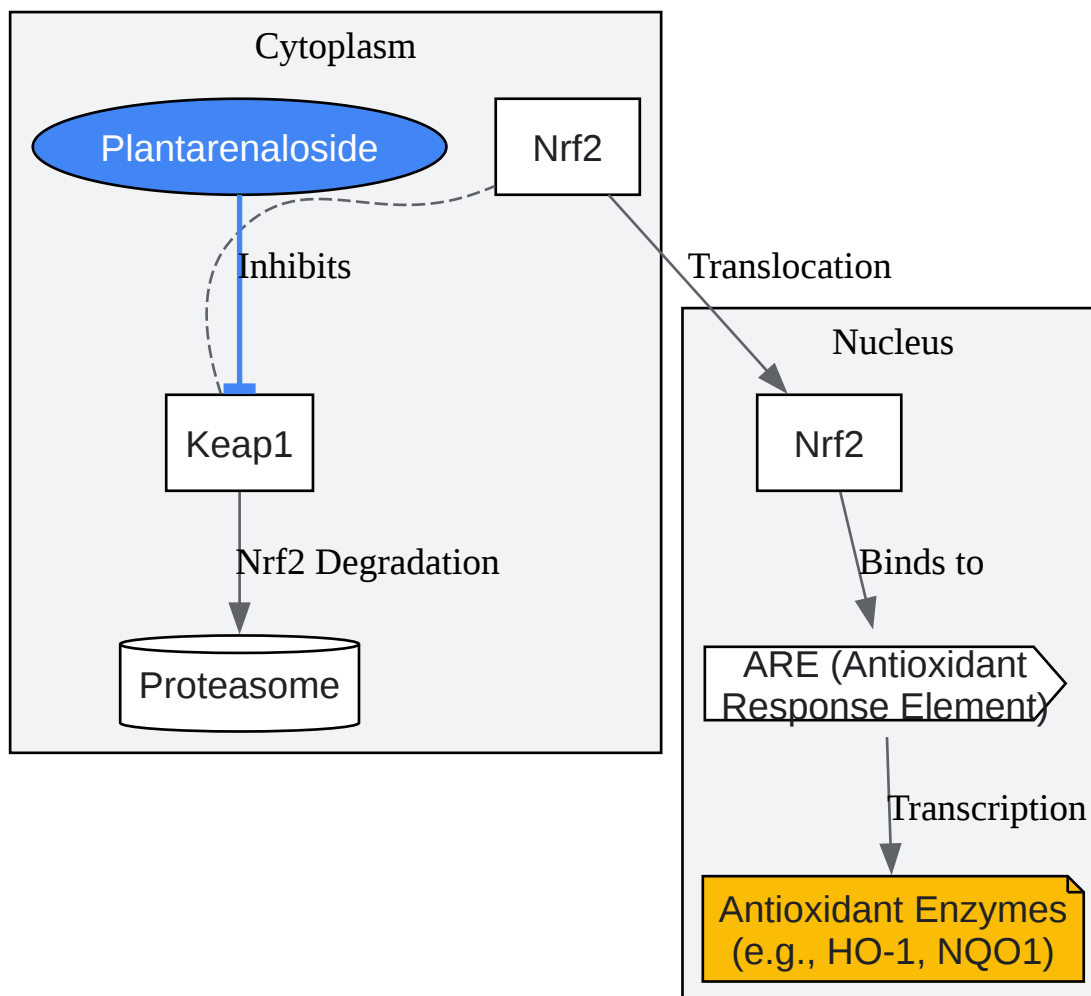 Cytoplasm
Plantarenaloside
Nrf2
Inhibits
Translocation
Nucleus
Keap1
Nrf2
Nrf2 Degradation
Binds to
Proteasome
ARE (Antioxidant
Response Element)
Transcription
Antioxidant Enzymes
(e.g., HO-1, NQO1)